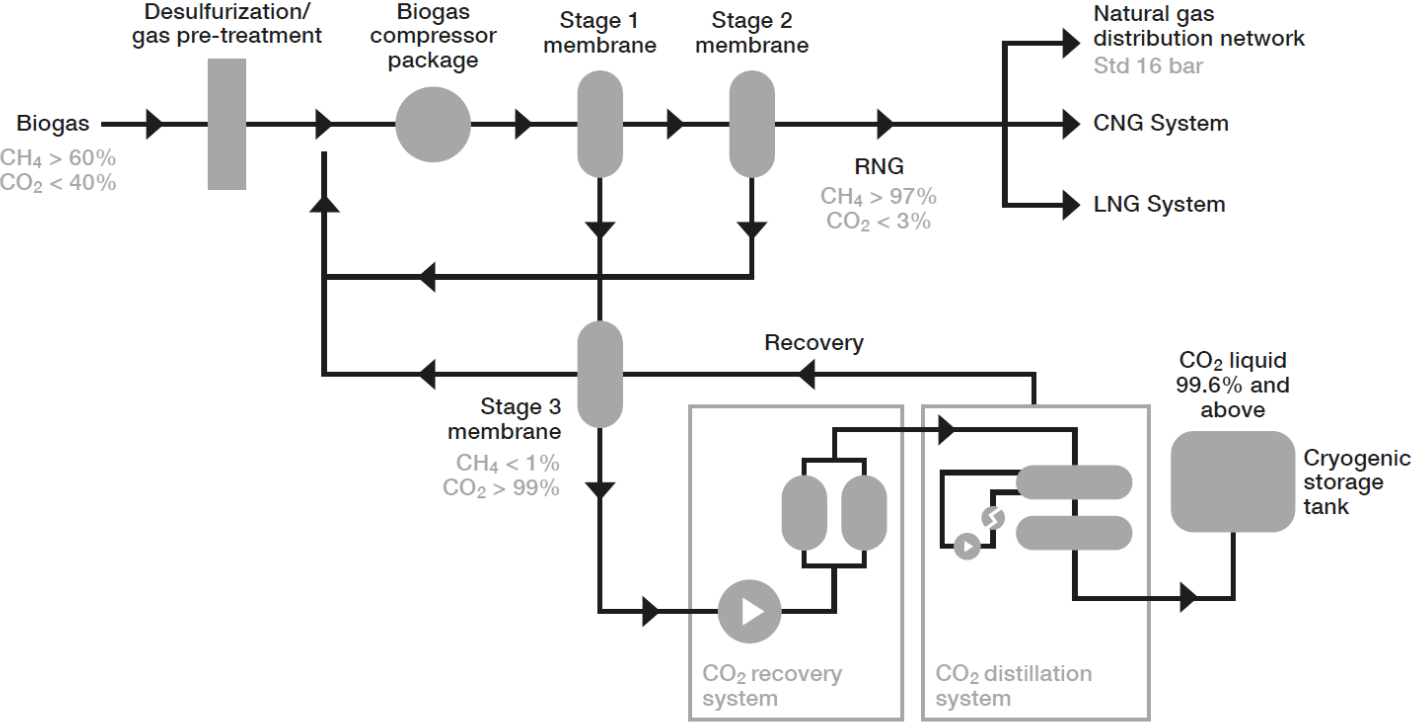 Desulfurization/
gas pre-treatment
Biogas
compressor
package
Stage 1
membrane
Stage 2
membrane
Natural gas
distribution network
Std 16 bar
Biogas
CH₄ > 60%
CO₂ < 40%
CNG System
RNG
CH₄ > 97%
CO₂ < 3%
LNG System
Recovery
CO₂ liquid
99.6% and
above
Stage 3
membrane
CH₄ < 1%
CO₂ > 99%
Cryogenic
storage
tank
CO₂ recovery
system
CO₂ distillation
system